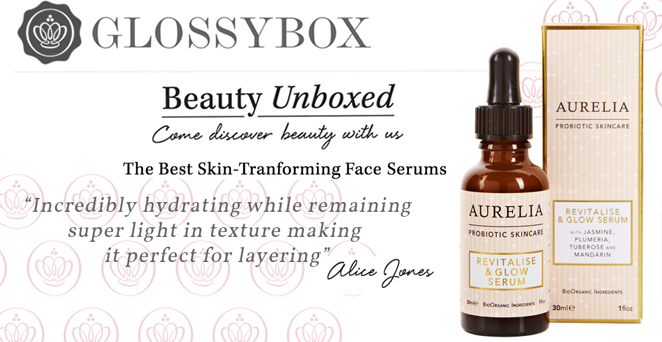 GLOSSYBOX
Beauty Unboxed
Come discover beauty with us
The Best Skin-Tranforming Face Serums
“Incredibly hydrating while remaining
super light in texture making
it perfect for layering”
Alice Jones
AURELIA
PROBIOTIC SKINCARE
REVITALISE
& GLOW
SERUM
30ml℮ BIOORGANIC INGREDIENTS 1floz
AURELIA
PROBIOTIC SKINCARE
REVITALISE
& GLOW SERUM
WITH JASMINE,
PLUMERIA,
TUBEROSE AND
MANDARIN
BIOORGANIC INGREDIENTS
30ml℮ 1floz